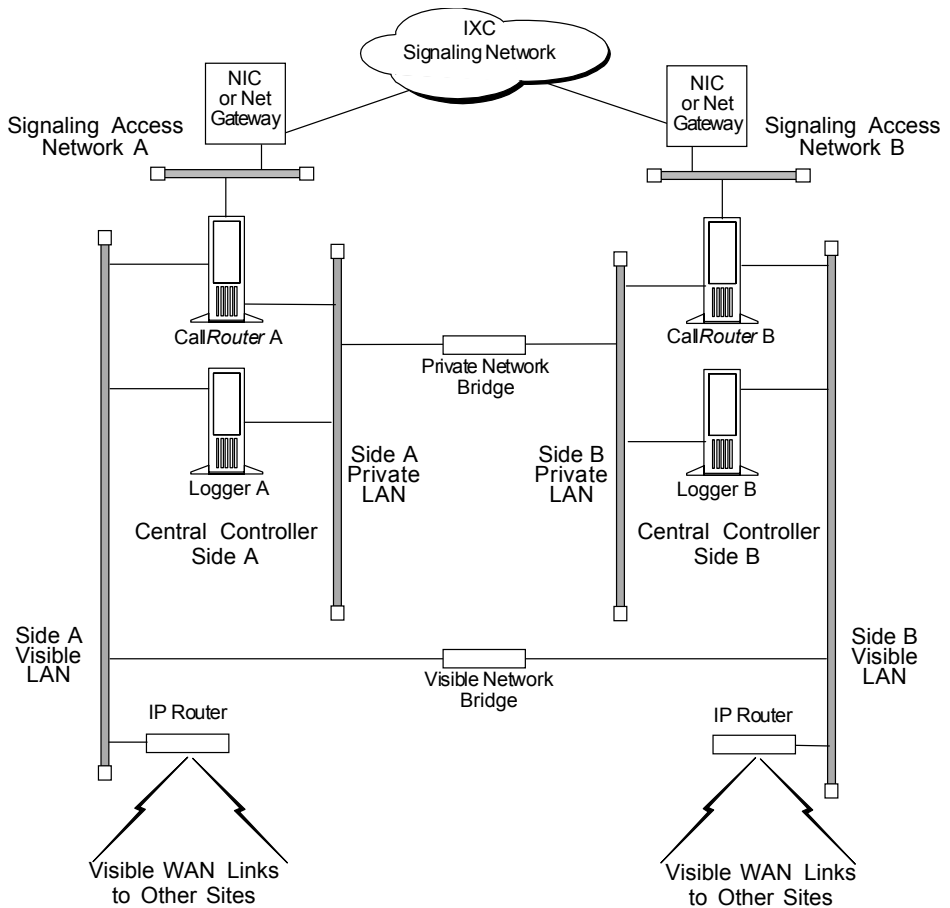 IXC
Signaling Network
NIC
or Net
Gateway
NIC
or Net
Gateway
Signaling Access
Network A
Signaling Access
Network B
CallRouter A
CallRouter B
Private Network
Bridge
Logger A
Side A
Private
LAN
Side B
Private
LAN
Logger B
Central Controller
Side A
Central Controller
Side B
Side A
Visible
LAN
Visible Network
Bridge
Side B
Visible
LAN
IP Router
IP Router
Visible WAN Links
to Other Sites
Visible WAN Links
to Other Sites